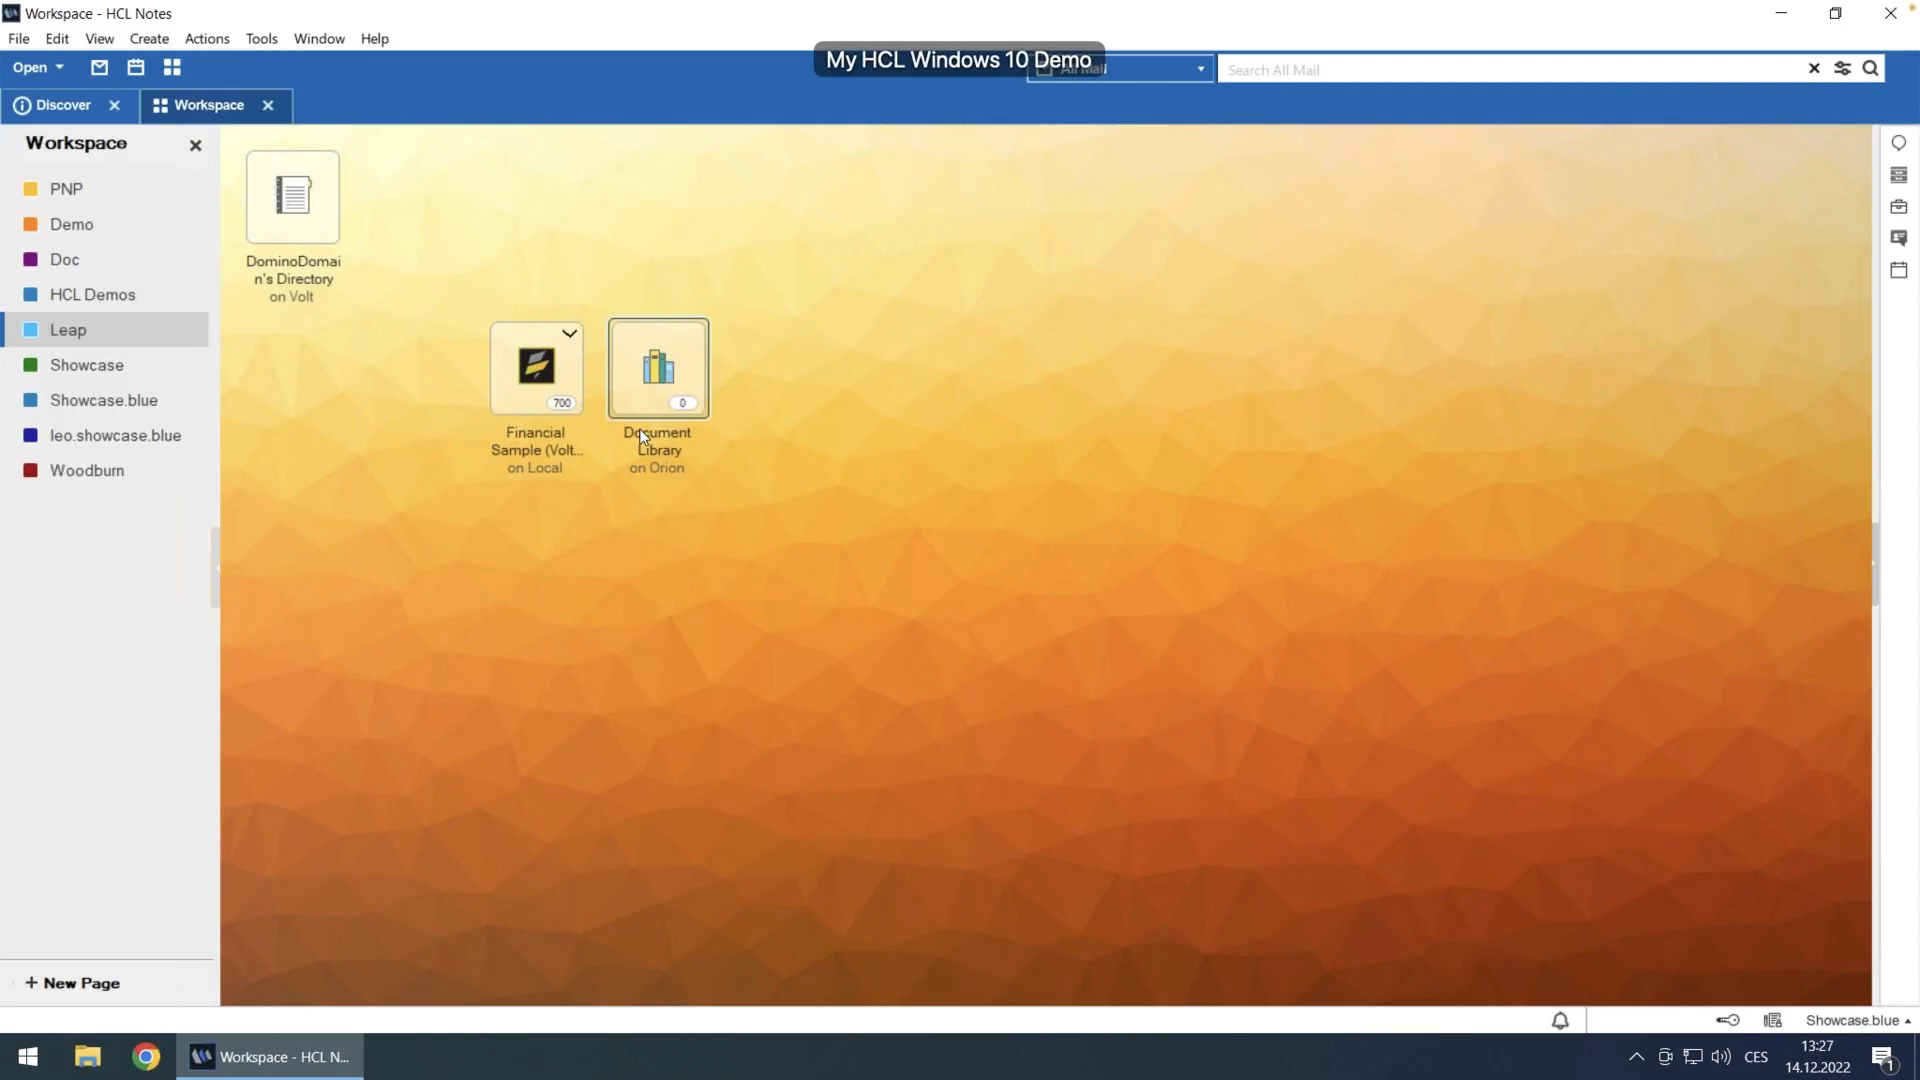 Workspace - HCL Notes
File Edit View Create Actions Tools Window Help
Open
My HCL Windows 10 Demo
All Mail
Search All Mail
Discover
Workspace
Workspace
PNP
Demo
Doc
HCL Demos
Leap
Showcase
Showcase.blue
leo.showcase.blue
Woodburn
+ New Page
DominoDomai
n's Directory
on Volt
700
Financial
Sample (Volt...
on Local
0
Document
Library
on Orion
Showcase.blue
Workspace - HCL N...
CES
13:27
14.12.2022
1